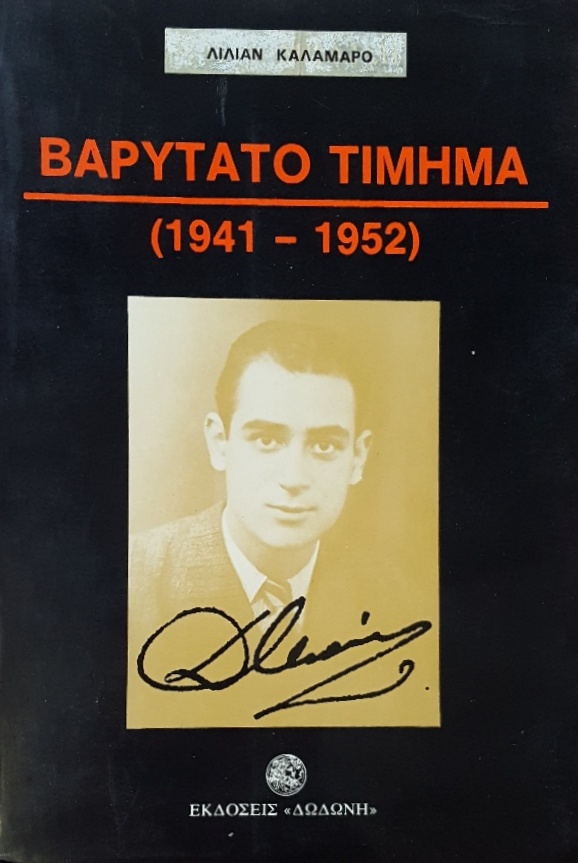 ΛΙΛΙΑΝ ΚΑΛΑΜΑΡΟ
ΒΑΡΥΤΑΤΟ ΤΙΜΗΜΑ
(1941 – 1952)
ΕΚΔΟΣΕΙΣ «ΔΩΔΩΝΗ»